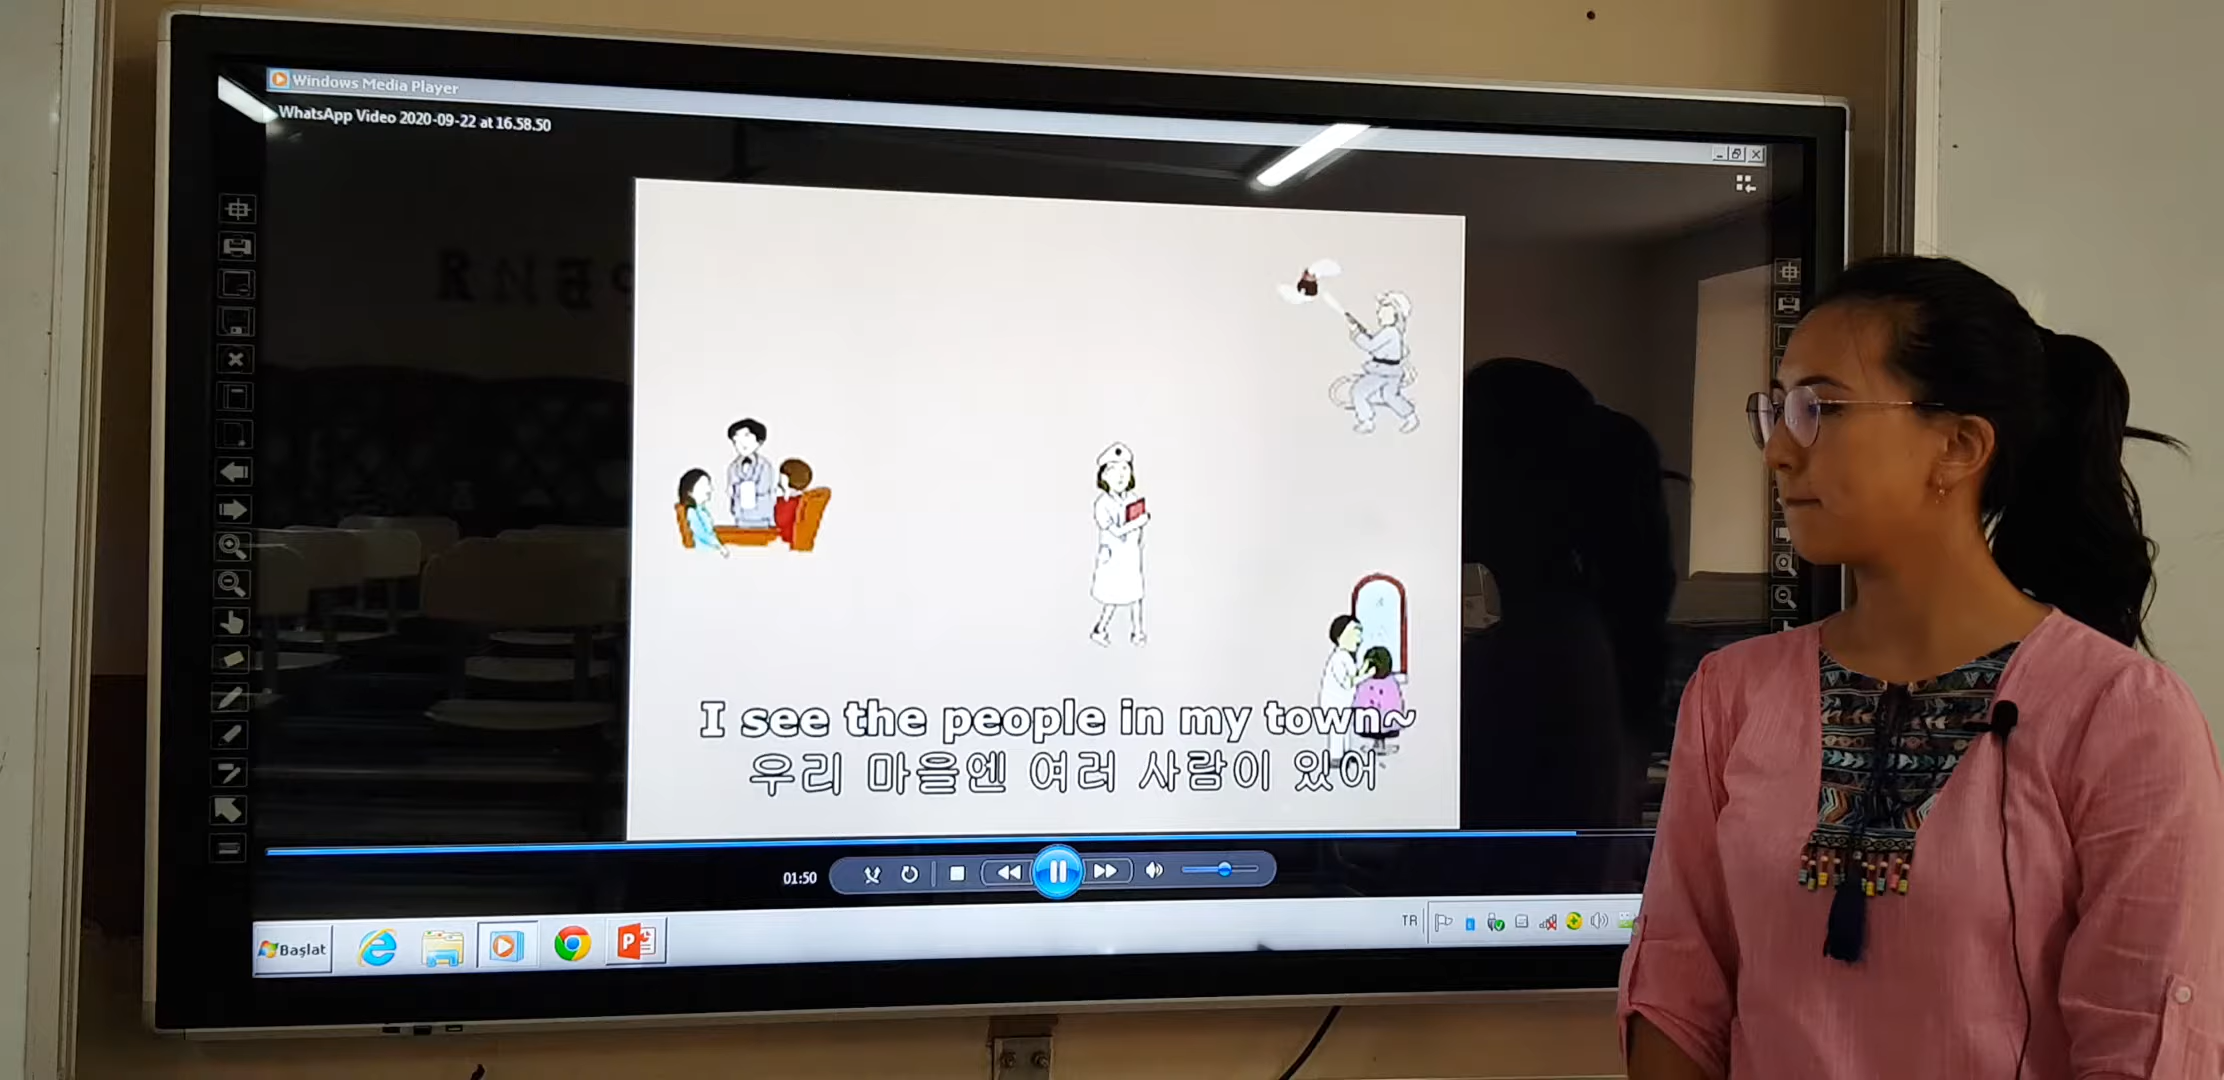 Windows Media Player
WhatsApp Video 2020-09-22 at 16.58.50
I see the people in my town~
우리 마을엔 여러 사람이 있어
01:50
Başlat
TR